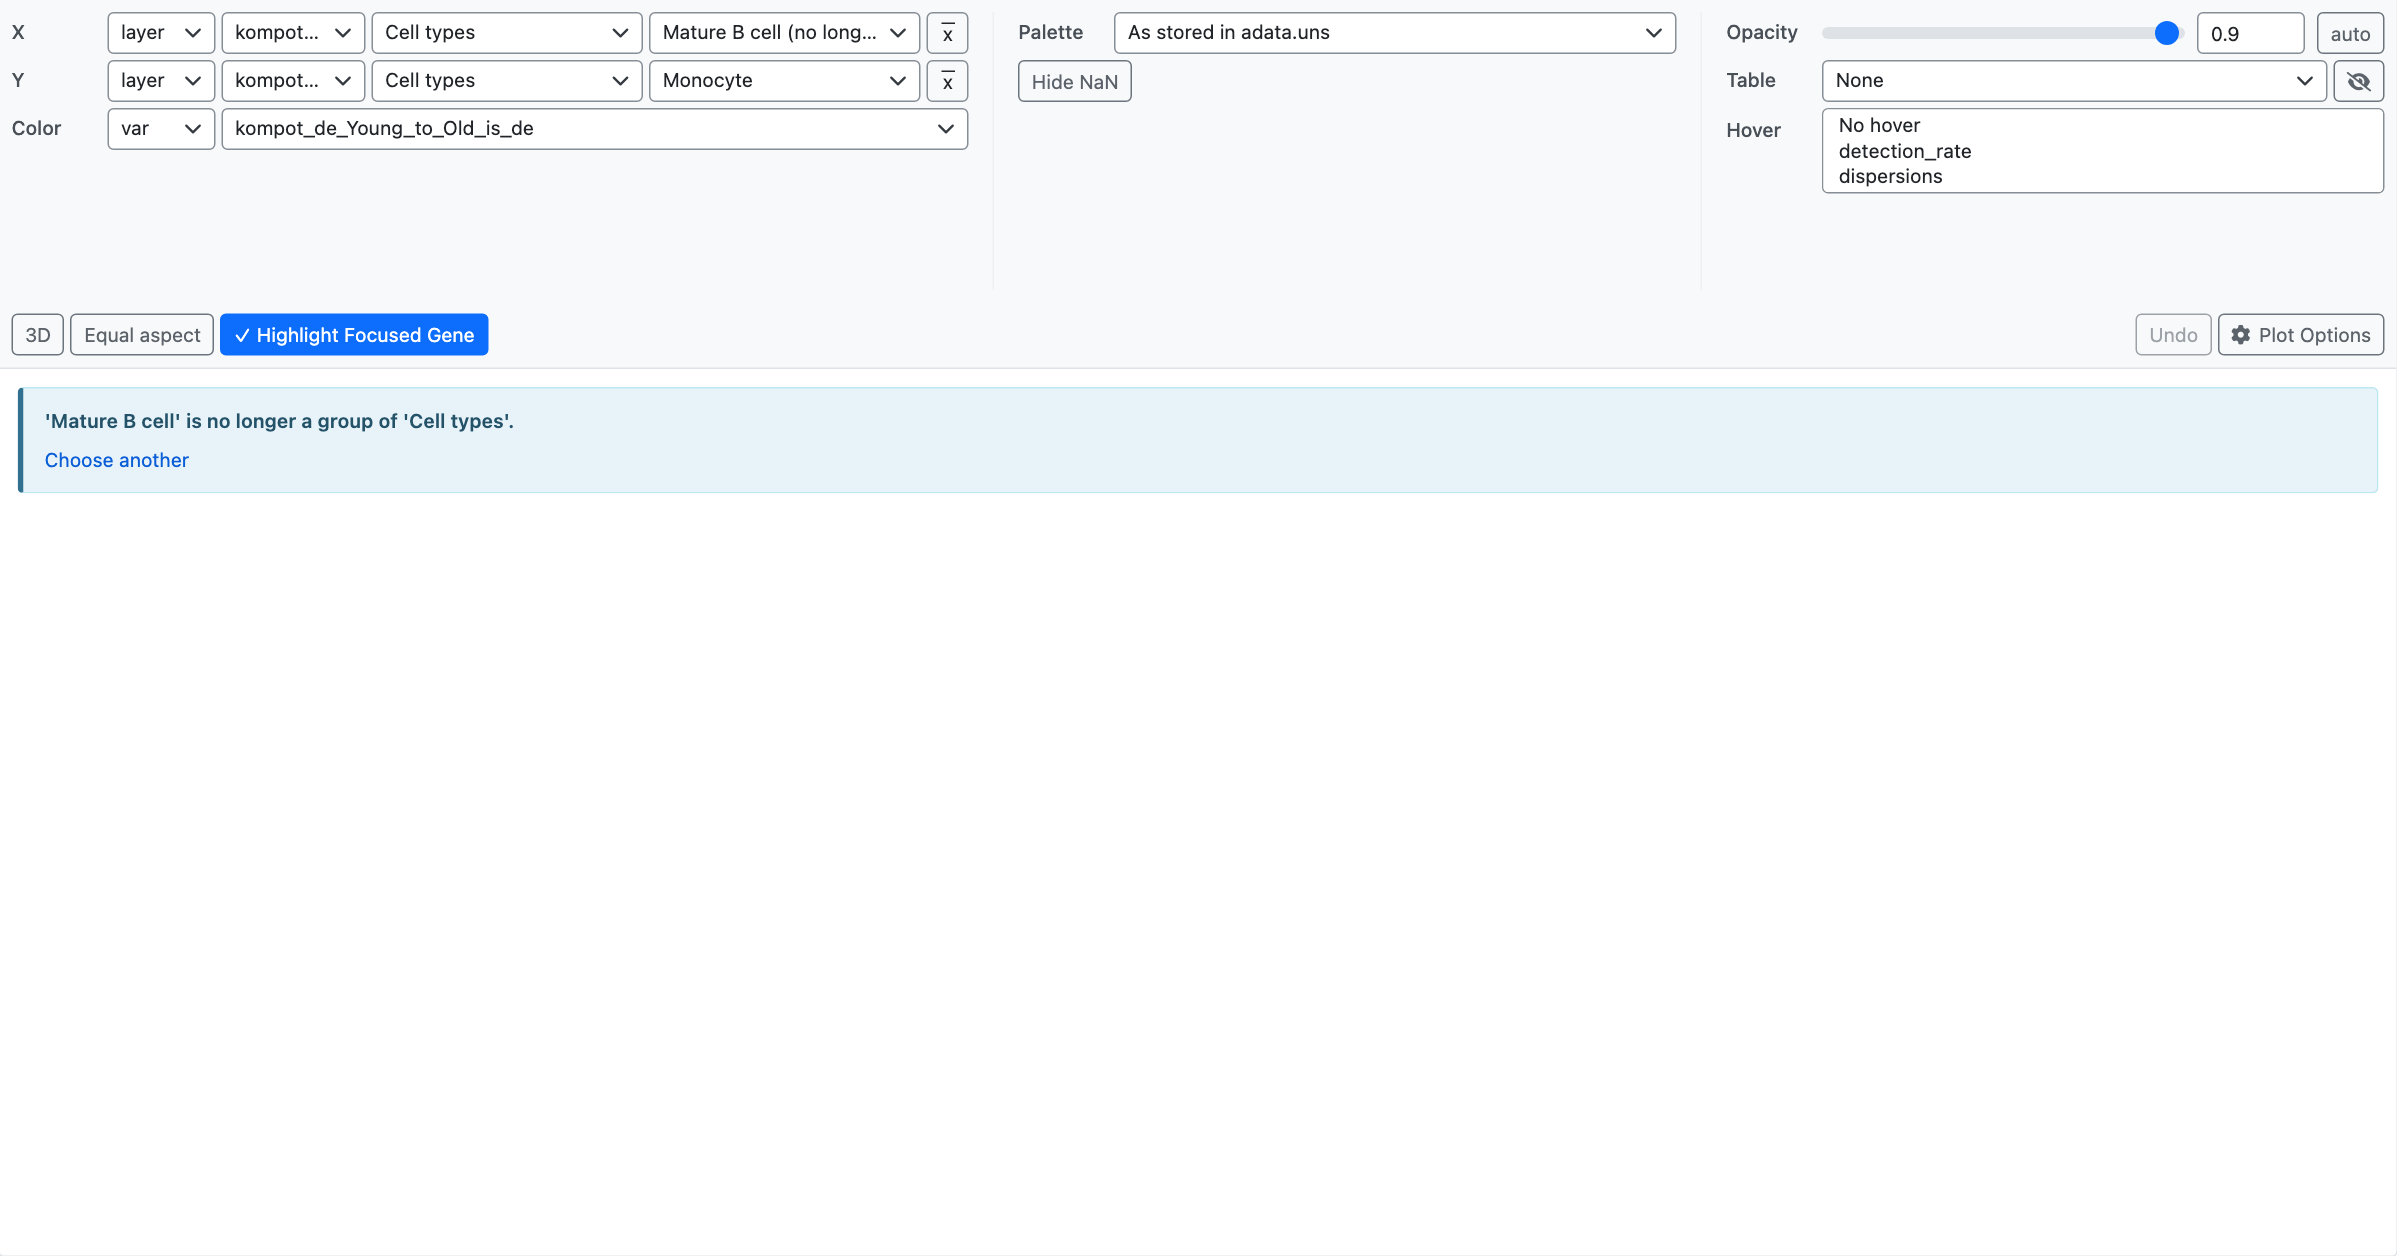 X layer kompot... Cell types Mature B cell (no long... x
Y layer kompot... Cell types Monocyte x
Color var kompot_de_Young_to_Old_is_de
Palette As stored in adata.uns
Hide NaN
Opacity 0.9 auto
Table None
Hover No hover
detection_rate
dispersions
3D Equal aspect ✓ Highlight Focused Gene Undo Plot Options
'Mature B cell' is no longer a group of 'Cell types'.
Choose another